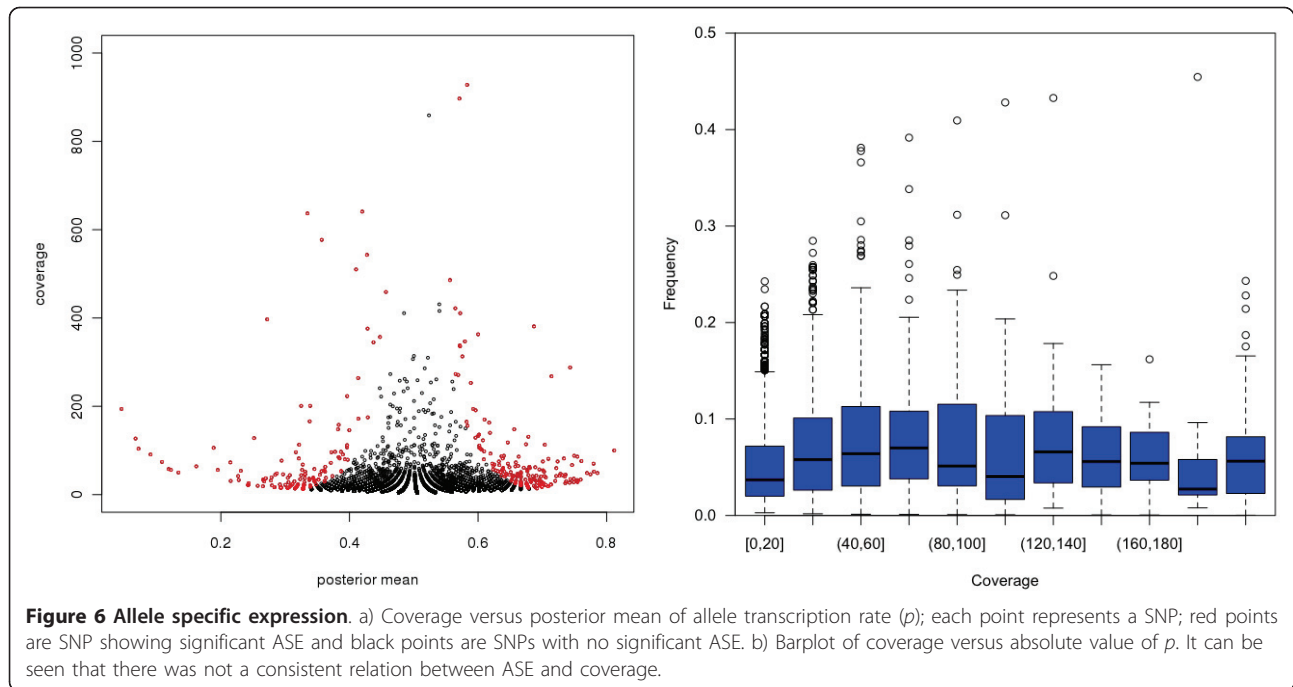 1000
800
600
400
200
0
coverage
0.2 0.4 0.6 0.8
posterior mean
0.5
0.4
0.3
0.2
0.1
0.0
Frequency
[0,20] (40,60] (80,100] (120,140] (160,180]
Coverage
Figure 6 Allele specific expression. a) Coverage versus posterior mean of allele transcription rate (p); each point represents a SNP; red points
are SNP showing significant ASE and black points are SNPs with no significant ASE. b) Barplot of coverage versus absolute value of p. It can be
seen that there was not a consistent relation between ASE and coverage.